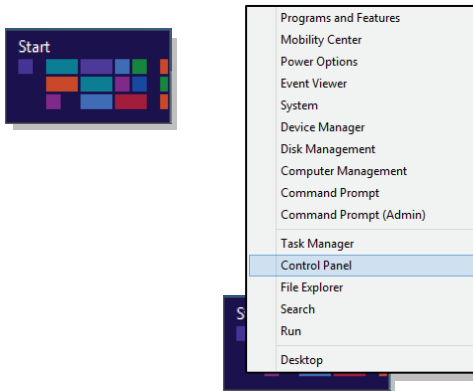 Start
Programs and Features
Mobility Center
Power Options
Event Viewer
System
Device Manager
Disk Management
Computer Management
Command Prompt
Command Prompt (Admin)
Task Manager
Control Panel
File Explorer
Search
Run
Desktop